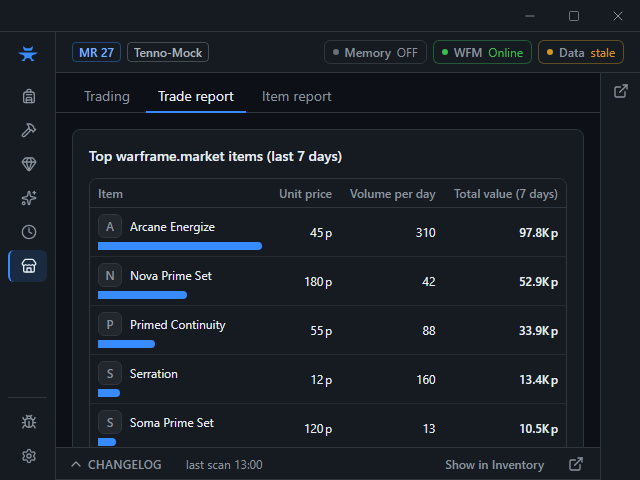 MR 27 Tenno-Mock Memory OFF WFM Online Data stale
Trading Trade report Item report
Top warframe.market items (last 7 days)
Item Unit price Volume per day Total value (7 days)
A Arcane Energize 45 p 310 97.8K p
N Nova Prime Set 180 p 42 52.9K p
P Primed Continuity 55 p 88 33.9K p
S Serration 12 p 160 13.4K p
S Soma Prime Set 120 p 13 10.5K p
CHANGELOG last scan 13:00 Show in Inventory